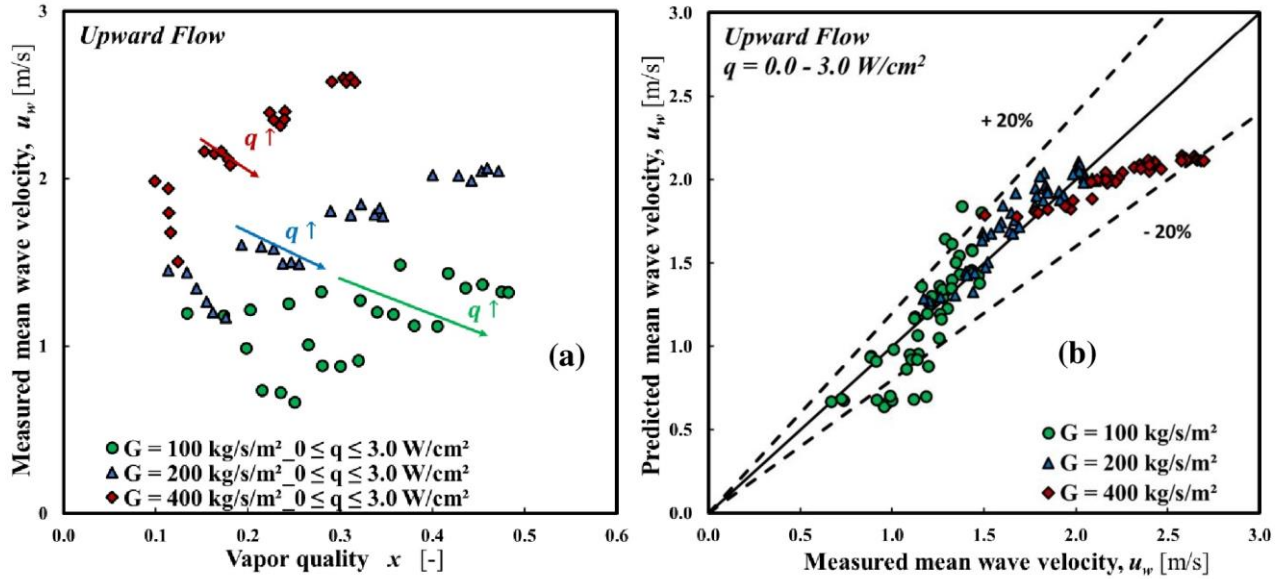 Upward Flow
Measured mean wave velocity, u_w [m/s]
3
2
1
0
q ↑
q ↑
q ↑
(a)
G = 100 kg/s/m²_0 ≤ q ≤ 3.0 W/cm²
G = 200 kg/s/m²_0 ≤ q ≤ 3.0 W/cm²
G = 400 kg/s/m²_0 ≤ q ≤ 3.0 W/cm²
0.0 0.1 0.2 0.3 0.4 0.5 0.6
Vapor quality x [-]
Upward Flow
q = 0.0 - 3.0 W/cm²
Predicted mean wave velocity, u_w [m/s]
3.0
2.5
2.0
1.5
1.0
0.5
0.0
+ 20%
- 20%
(b)
G = 100 kg/s/m²
G = 200 kg/s/m²
G = 400 kg/s/m²
0.0 0.5 1.0 1.5 2.0 2.5 3.0
Measured mean wave velocity, u_w [m/s]